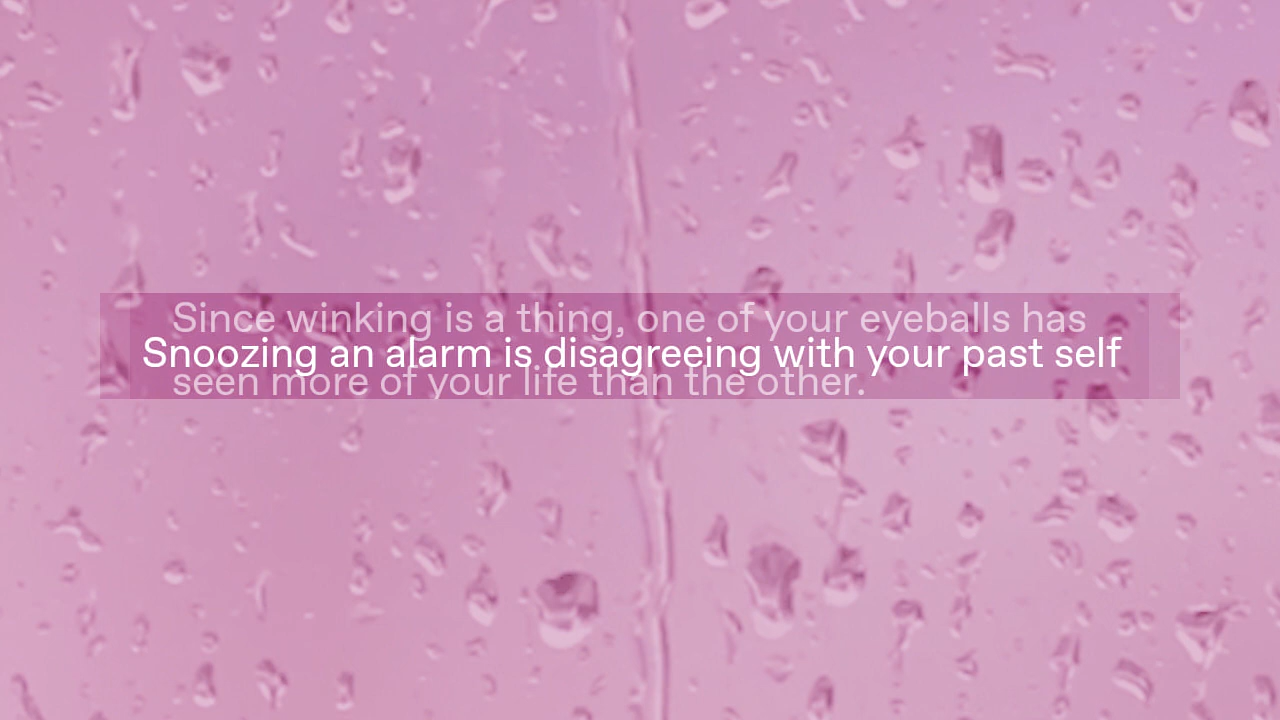 Since winking is a thing, one of your eyeballs has
Snoozing an alarm is disagreeing with your past self
seen more of your life than the other.